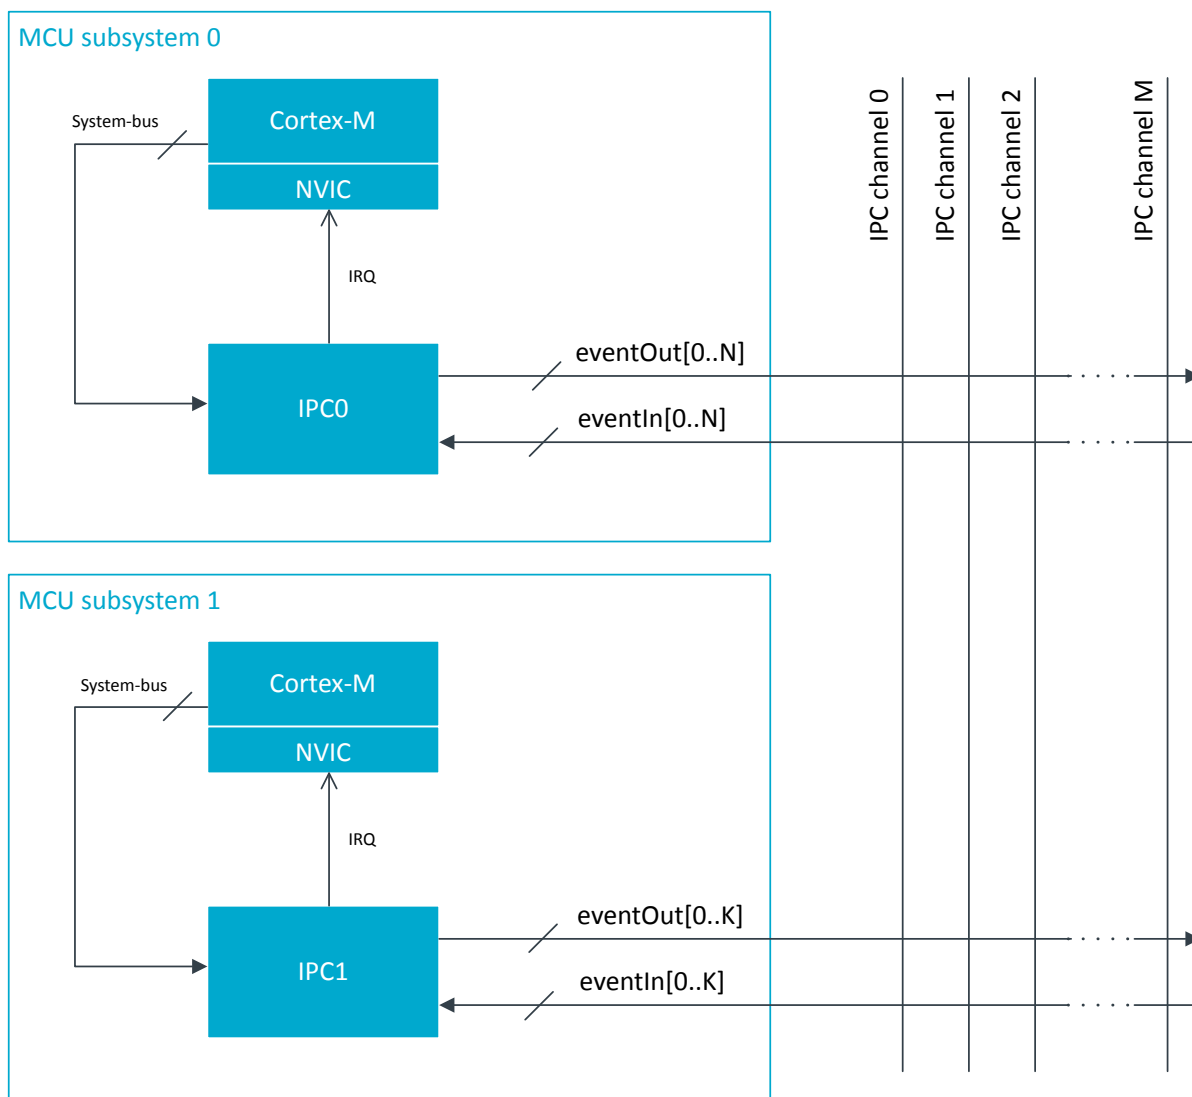 MCU subsystem 0
Cortex-M
System-bus
NVIC
IRQ
IPC0
eventOut[0..N]
eventIn[0..N]
IPC channel 0
IPC channel 1
IPC channel 2
IPC channel M
MCU subsystem 1
Cortex-M
System-bus
NVIC
IRQ
IPC1
eventOut[0..K]
eventIn[0..K]